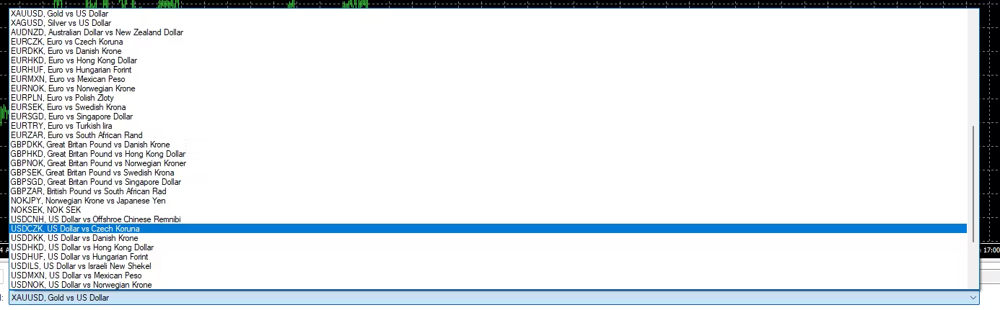 XAUUSD, Gold vs US Dollar
XAGUSD, Silver vs US Dollar
AUDNZD, Australian Dollar vs New Zealand Dollar
EURCZK, Euro vs Czech Koruna
EURDKK, Euro vs Danish Krone
EURHKD, Euro vs Hong Kong Dollar
EURHUF, Euro vs Hungarian Forint
EURMXN, Euro vs Mexican Peso
EURNOK, Euro vs Norwegian Krone
EURPLN, Euro vs Polish Zloty
EURSEK, Euro vs Swedish Krona
EURSGD, Euro vs Singapore Dollar
EURTRY, Euro vs Turkish lira
EURZAR, Euro vs South African Rand
GBPDKK, Great Britan Pound vs Danish Krone
GBPHKD, Great Britan Pound vs Hong Kong Dollar
GBPNOK, Great Britan Pound vs Norwegian Kroner
GBPSEK, Great Britan Pound vs Swedish Krona
GBPSGD, Great Britan Pound vs Singapore Dollar
GBPZAR, British Pound vs South African Rad
NOKJPY, Norwegian Krone vs Japanese Yen
NOKSEK, NOK SEK
USDCNH, US Dollar vs Offshroe Chinese Remnibi
USDCZK, US Dollar vs Czech Koruna
USDDKK, US Dollar vs Danish Krone
USDHKD, US Dollar vs Hong Kong Dollar
USDHUF, US Dollar vs Hungarian Forint
USDILS, US Dollar vs Israeli New Shekel
USDMXN, US Dollar vs Mexican Peso
USDNOK, US Dollar vs Norwegian Krone
17:00
XAUUSD, Gold vs US Dollar